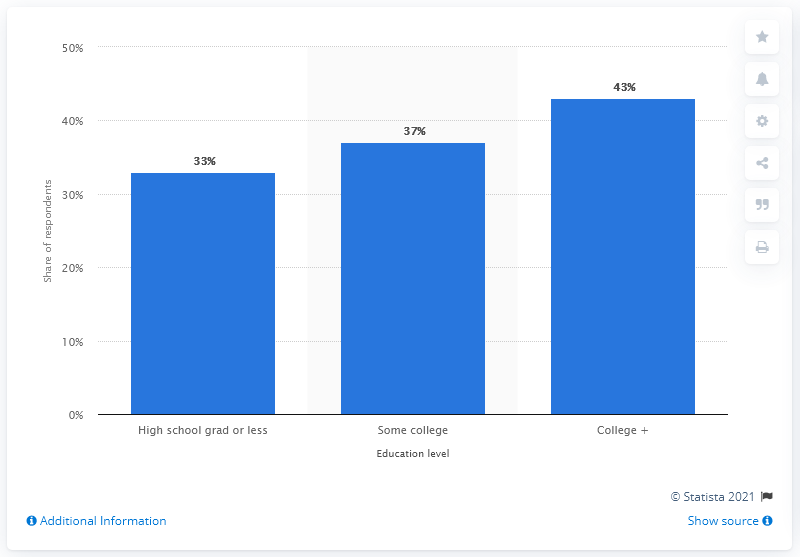 50%
43%
40%
37%
33%
30%
20%
10%
0%
Share of respondents
High school grad or less
Some college
College +
Education level
© Statista 2021
Additional Information
Show source